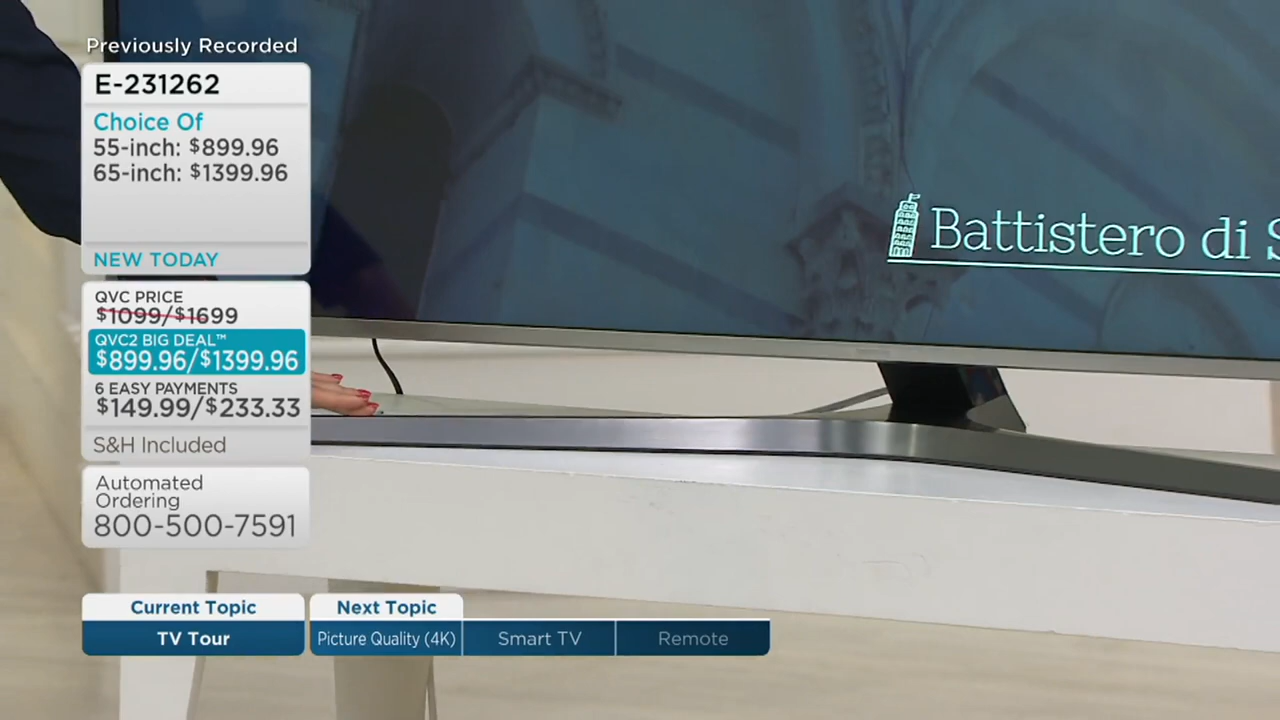 Previously Recorded
E-231262
Choice Of
55-inch: $899.96
65-inch: $1399.96
NEW TODAY
QVC PRICE
$1099/$1699
QVC2 BIG DEAL™
$899.96/$1399.96
6 EASY PAYMENTS
$149.99/$233.33
S&H Included
Automated
Ordering
800-500-7591
Battistero di S
Current Topic
Next Topic
TV Tour
Picture Quality (4K)
Smart TV
Remote